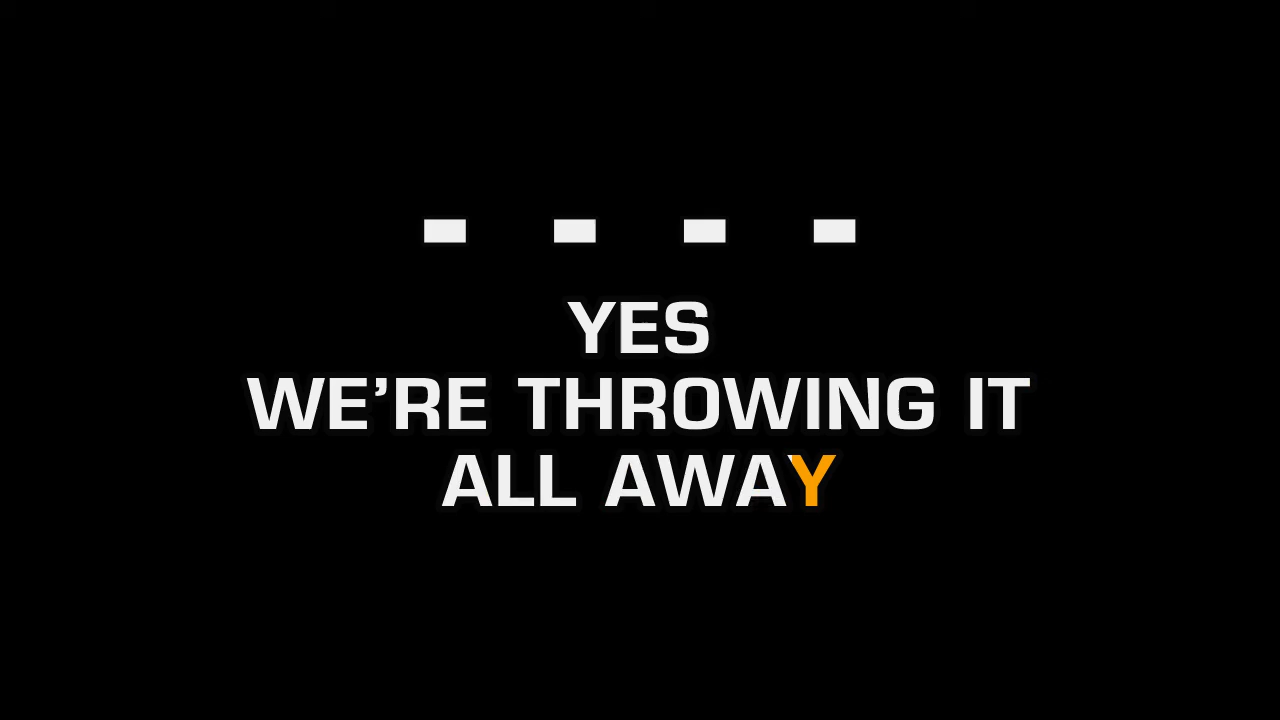 - - - -
YES
WE’RE THROWING IT
ALL AWAY